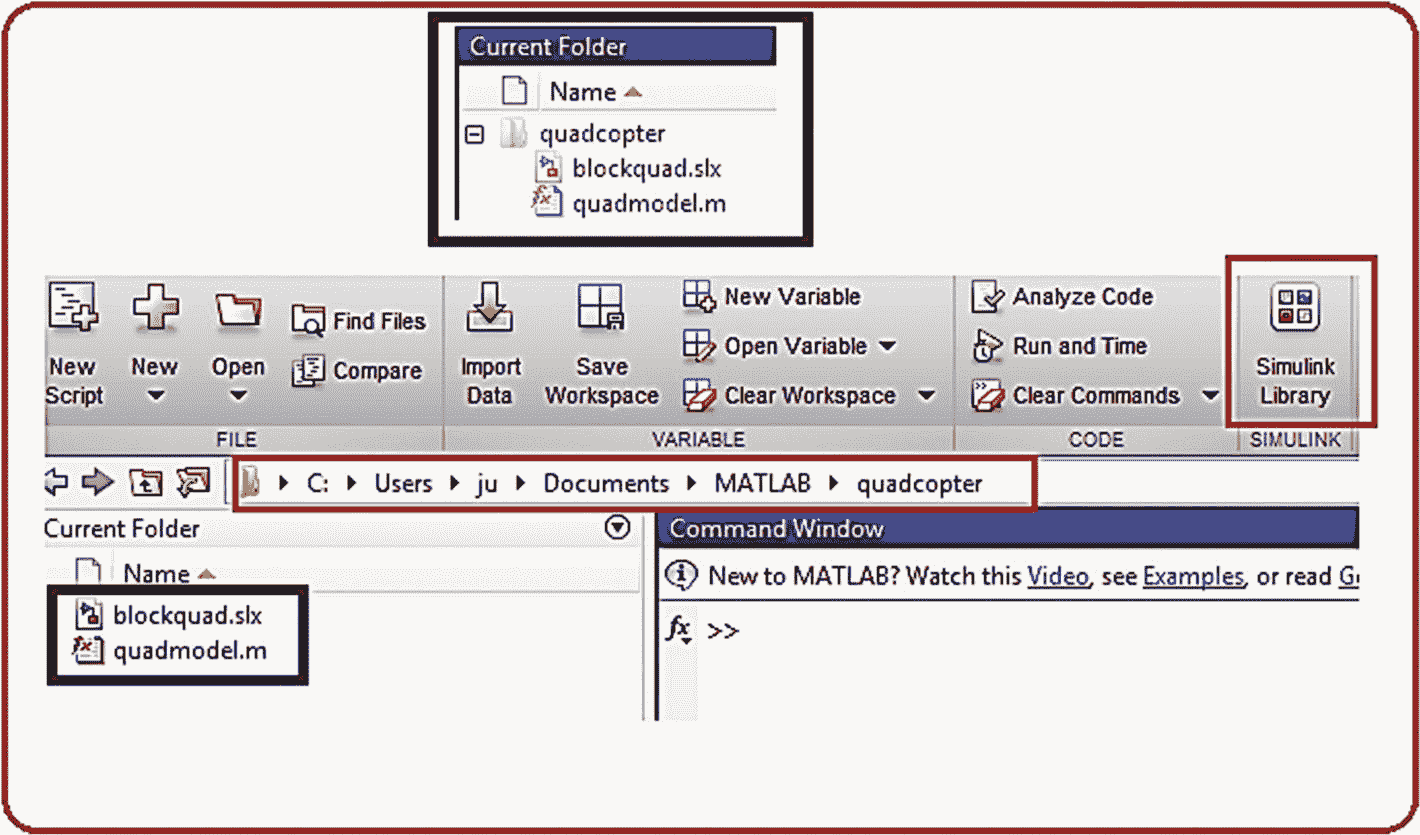 Current Folder
Name
quadcopter
blockquad.slx
quadmodel.m
New Script
New
Open
Find Files
Compare
Import Data
Save Workspace
New Variable
Open Variable
Clear Workspace
Analyze Code
Run and Time
Clear Commands
Simulink Library
FILE
VARIABLE
CODE
SIMULINK
C: Users ju Documents MATLAB quadcopter
Current Folder
Name
blockquad.slx
quadmodel.m
Command Window
New to MATLAB? Watch this Video, see Examples, or read
fx >>